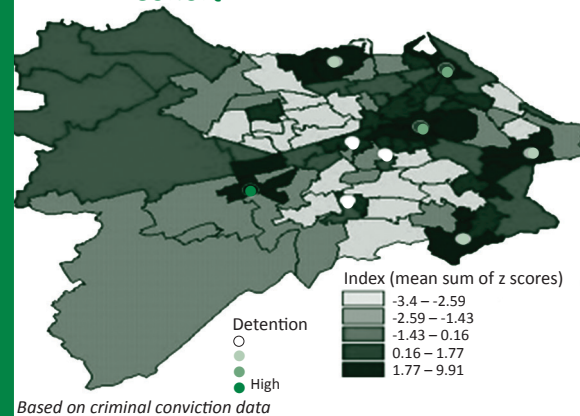 Index (mean sum of z scores)
-3.4 – -2.59
-2.59 – -1.43
-1.43 – 0.16
0.16 – 1.77
1.77 – 9.91
Detention
High
Based on criminal conviction data